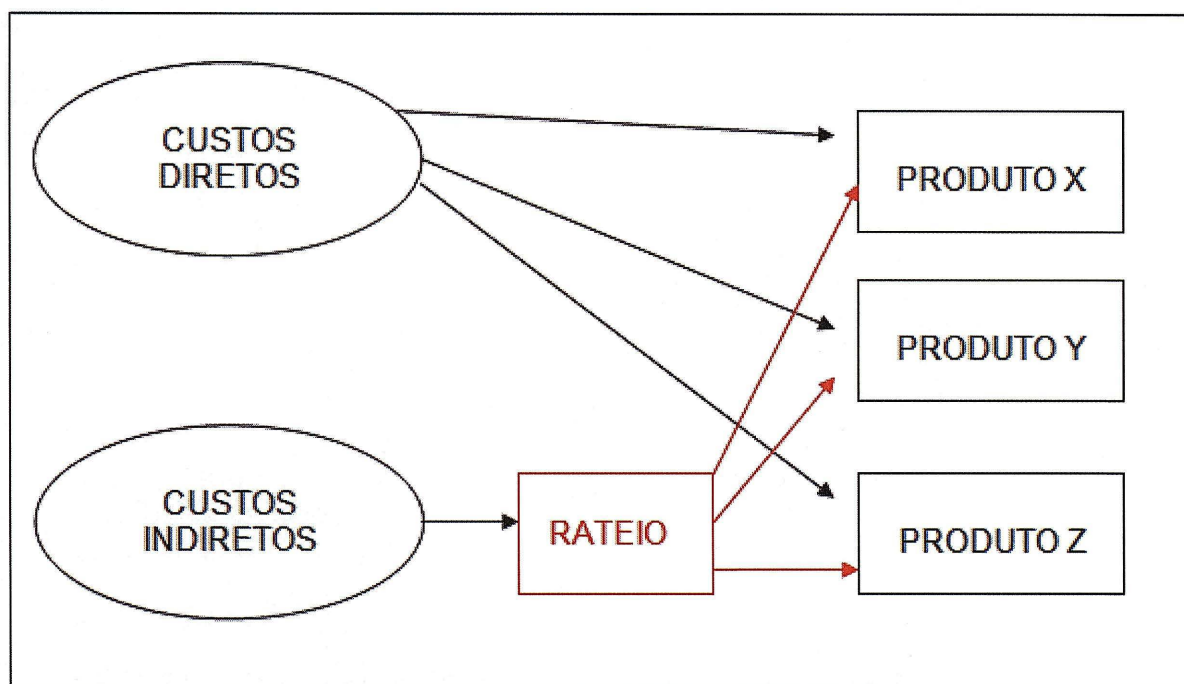 CUSTOS
DIRETOS
PRODUTO X
PRODUTO Y
CUSTOS
INDIRETOS
RATEIO
PRODUTO Z